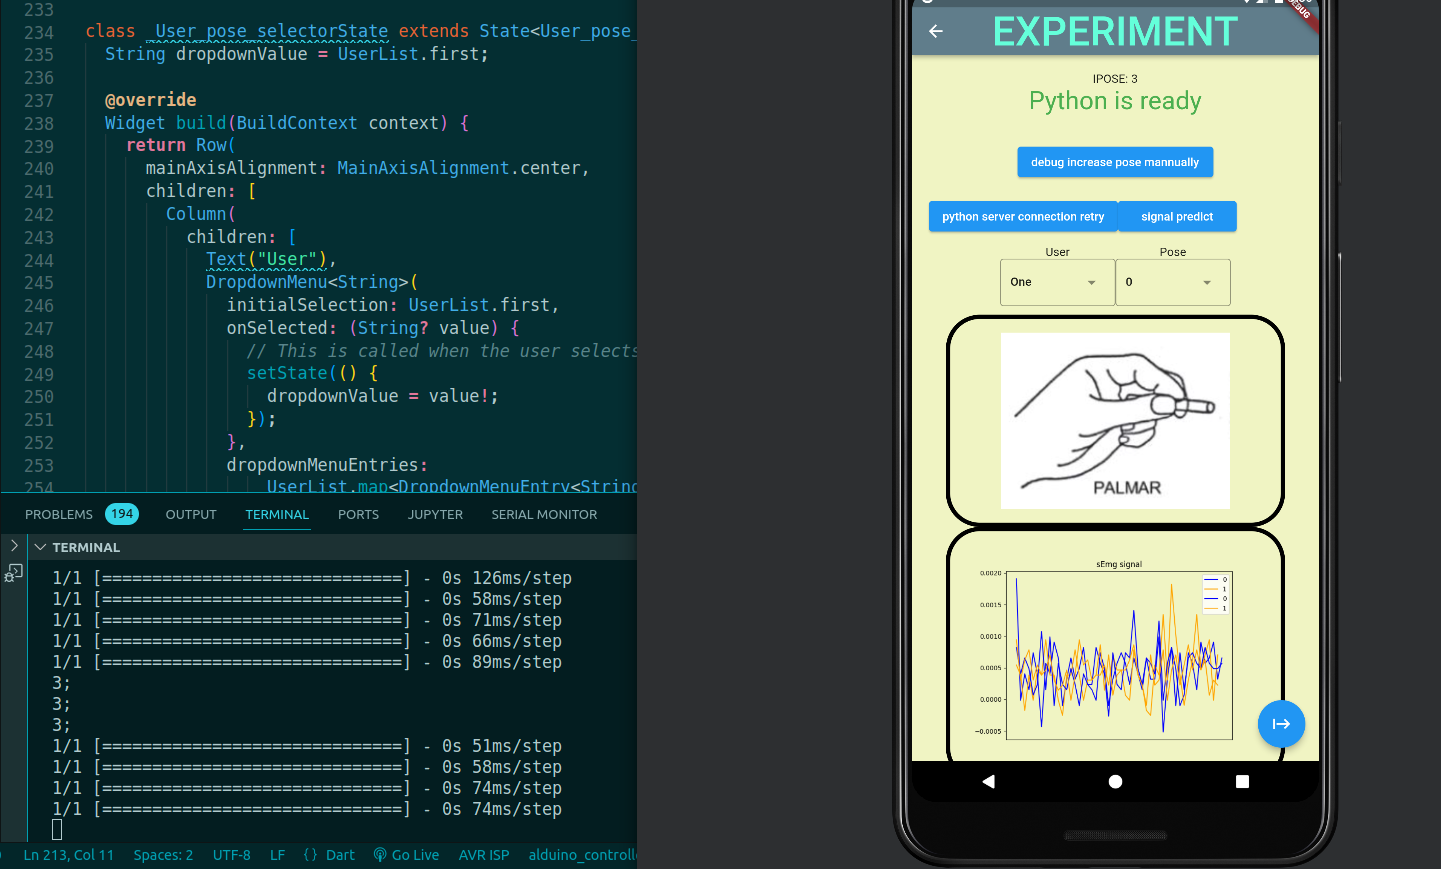 233
234 class _User_pose_selectorState extends State<User_pose_
235 String dropdownValue = UserList.first;
236
237 @override
238 Widget build(BuildContext context) {
239 return Row(
240 mainAxisAlignment: MainAxisAlignment.center,
241 children: [
242 Column(
243 children: [
244 Text("User"),
245 DropdownMenu<String>(
246 initialSelection: UserList.first,
247 onSelected: (String? value) {
248 // This is called when the user selects
249 setState(() {
250 dropdownValue = value!;
251 });
252 },
253 dropdownMenuEntries:
254 UserList.map<DropdownMenuEntry<String
PROBLEMS 194 OUTPUT TERMINAL PORTS JUPYTER SERIAL MONITOR
TERMINAL
1/1 [==============================] - 0s 126ms/step
1/1 [==============================] - 0s 58ms/step
1/1 [==============================] - 0s 71ms/step
1/1 [==============================] - 0s 66ms/step
1/1 [==============================] - 0s 89ms/step
3;
3;
3;
1/1 [==============================] - 0s 51ms/step
1/1 [==============================] - 0s 58ms/step
1/1 [==============================] - 0s 74ms/step
1/1 [==============================] - 0s 74ms/step
Ln 213, Col 11 Spaces: 2 UTF-8 LF {} Dart Go Live AVR ISP alduino_controll
DEBUG
EXPERIMENT
IPOSE: 3
Python is ready
debug increase pose mannually
python server connection retry signal predict
User Pose
One 0
PALMAR
sEmg signal
0.0020
0.0015
0.0010
0.0005
0.0000
−0.0005
0
1
0
1